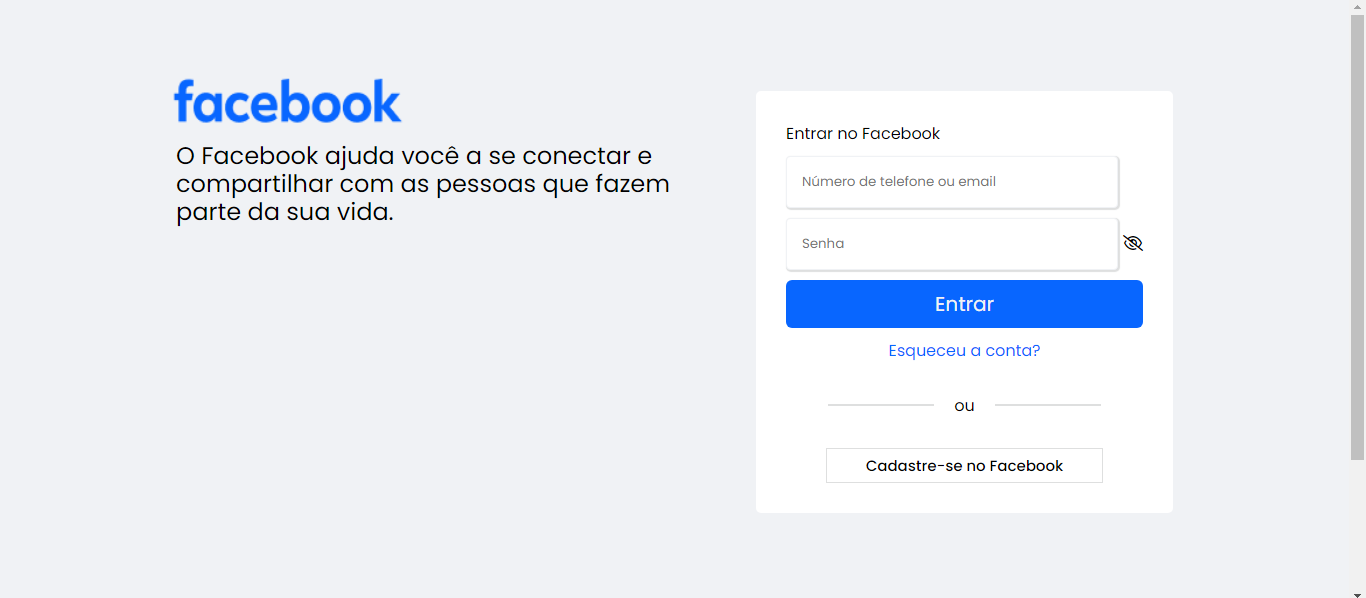 facebook
O Facebook ajuda você a se conectar e
compartilhar com as pessoas que fazem
parte da sua vida.
Entrar no Facebook
Número de telefone ou email
Senha
Entrar
Esqueceu a conta?
ou
Cadastre-se no Facebook